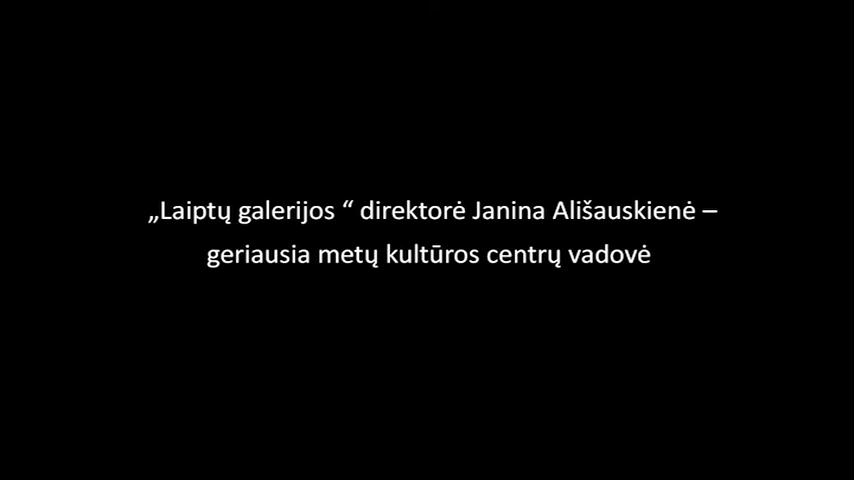 „Laiptų galerijos “ direktorė Janina Ališauskienė –
geriausia metų kultūros centrų vadovė